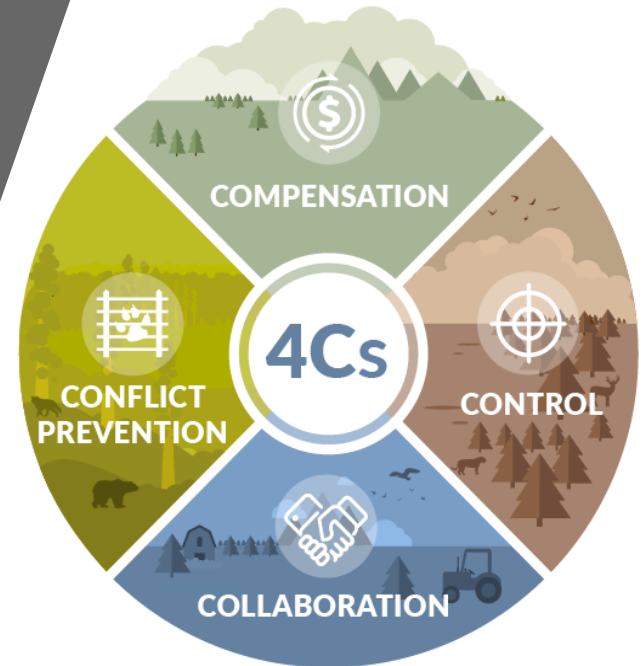 COMPENSATION
CONFLICT
PREVENTION
4Cs
CONTROL
COLLABORATION